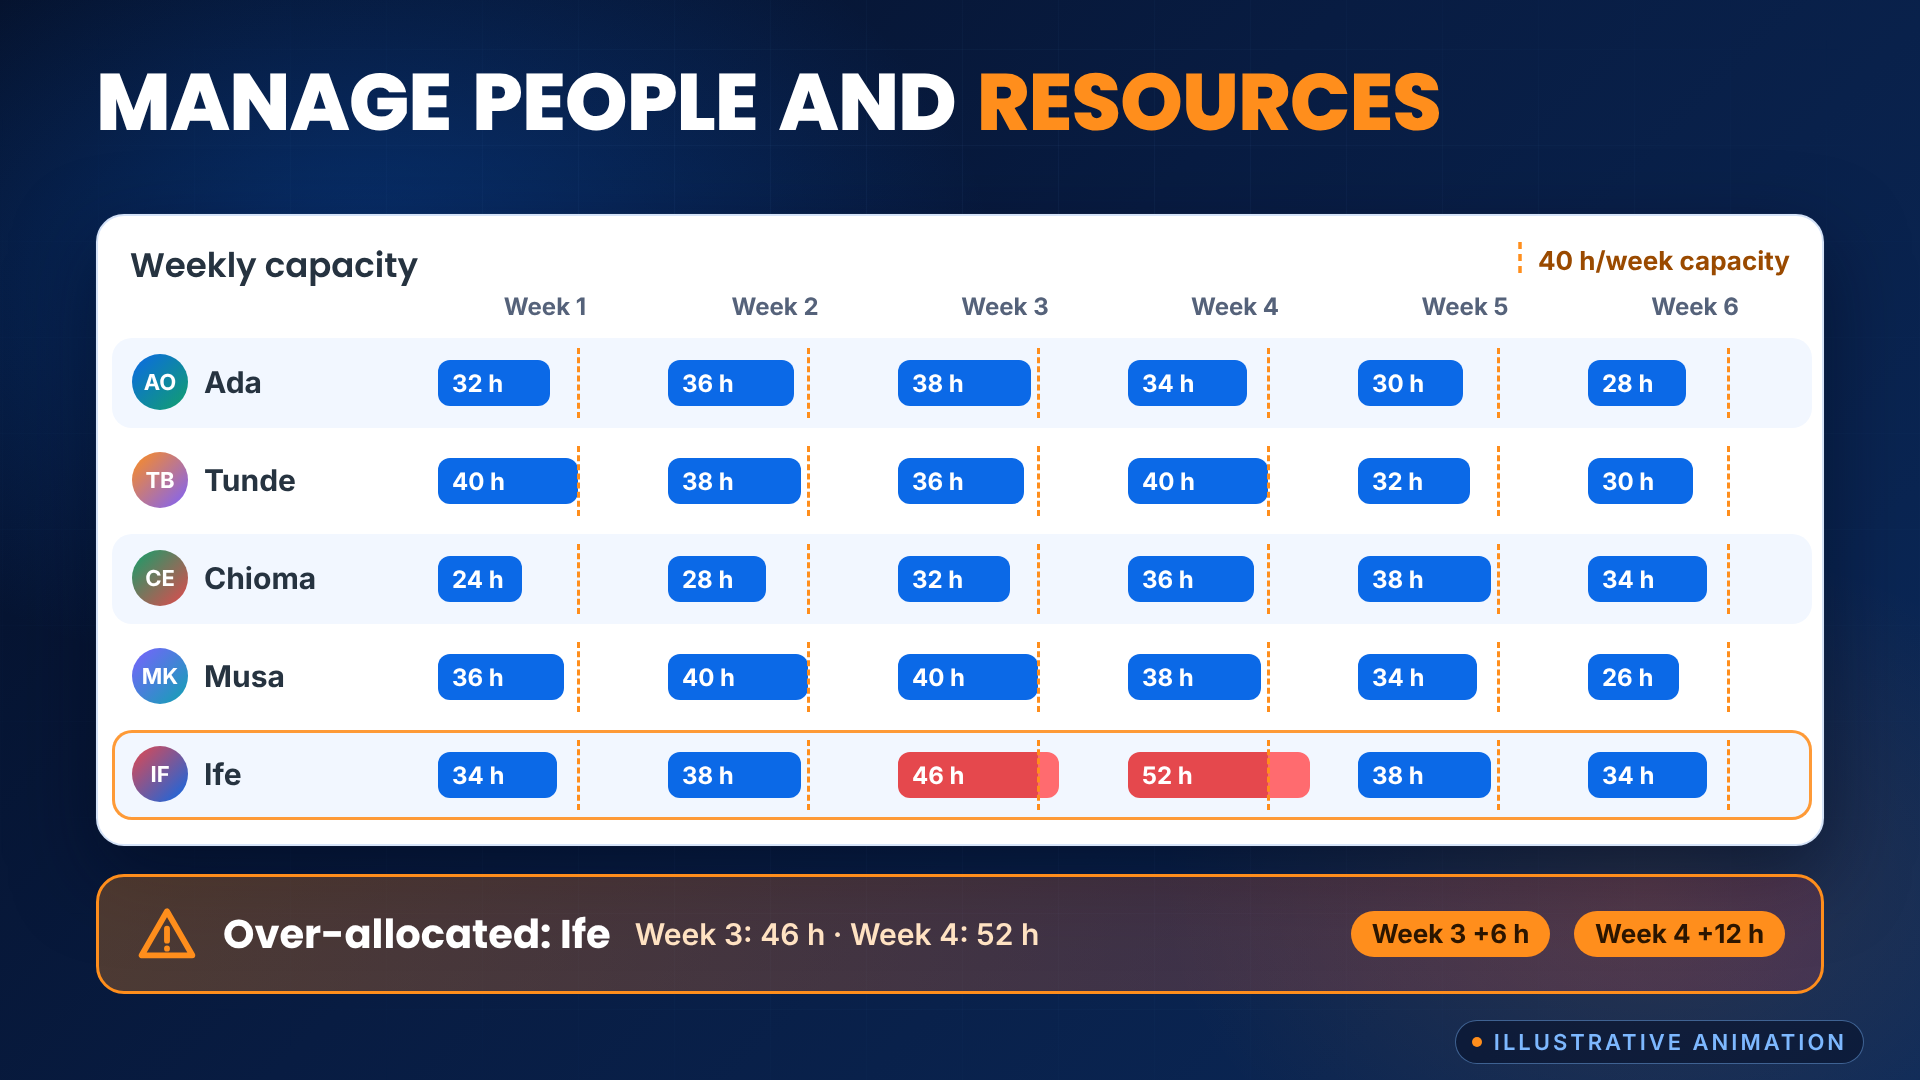 MANAGE PEOPLE AND RESOURCES
Weekly capacity
40 h/week capacity
Week 1 Week 2 Week 3 Week 4 Week 5 Week 6
AO Ada 32 h 36 h 38 h 34 h 30 h 28 h
TB Tunde 40 h 38 h 36 h 40 h 32 h 30 h
CE Chioma 24 h 28 h 32 h 36 h 38 h 34 h
MK Musa 36 h 40 h 40 h 38 h 34 h 26 h
IF Ife 34 h 38 h 46 h 52 h 38 h 34 h
Over-allocated: Ife Week 3: 46 h · Week 4: 52 h Week 3 +6 h Week 4 +12 h
ILLUSTRATIVE ANIMATION